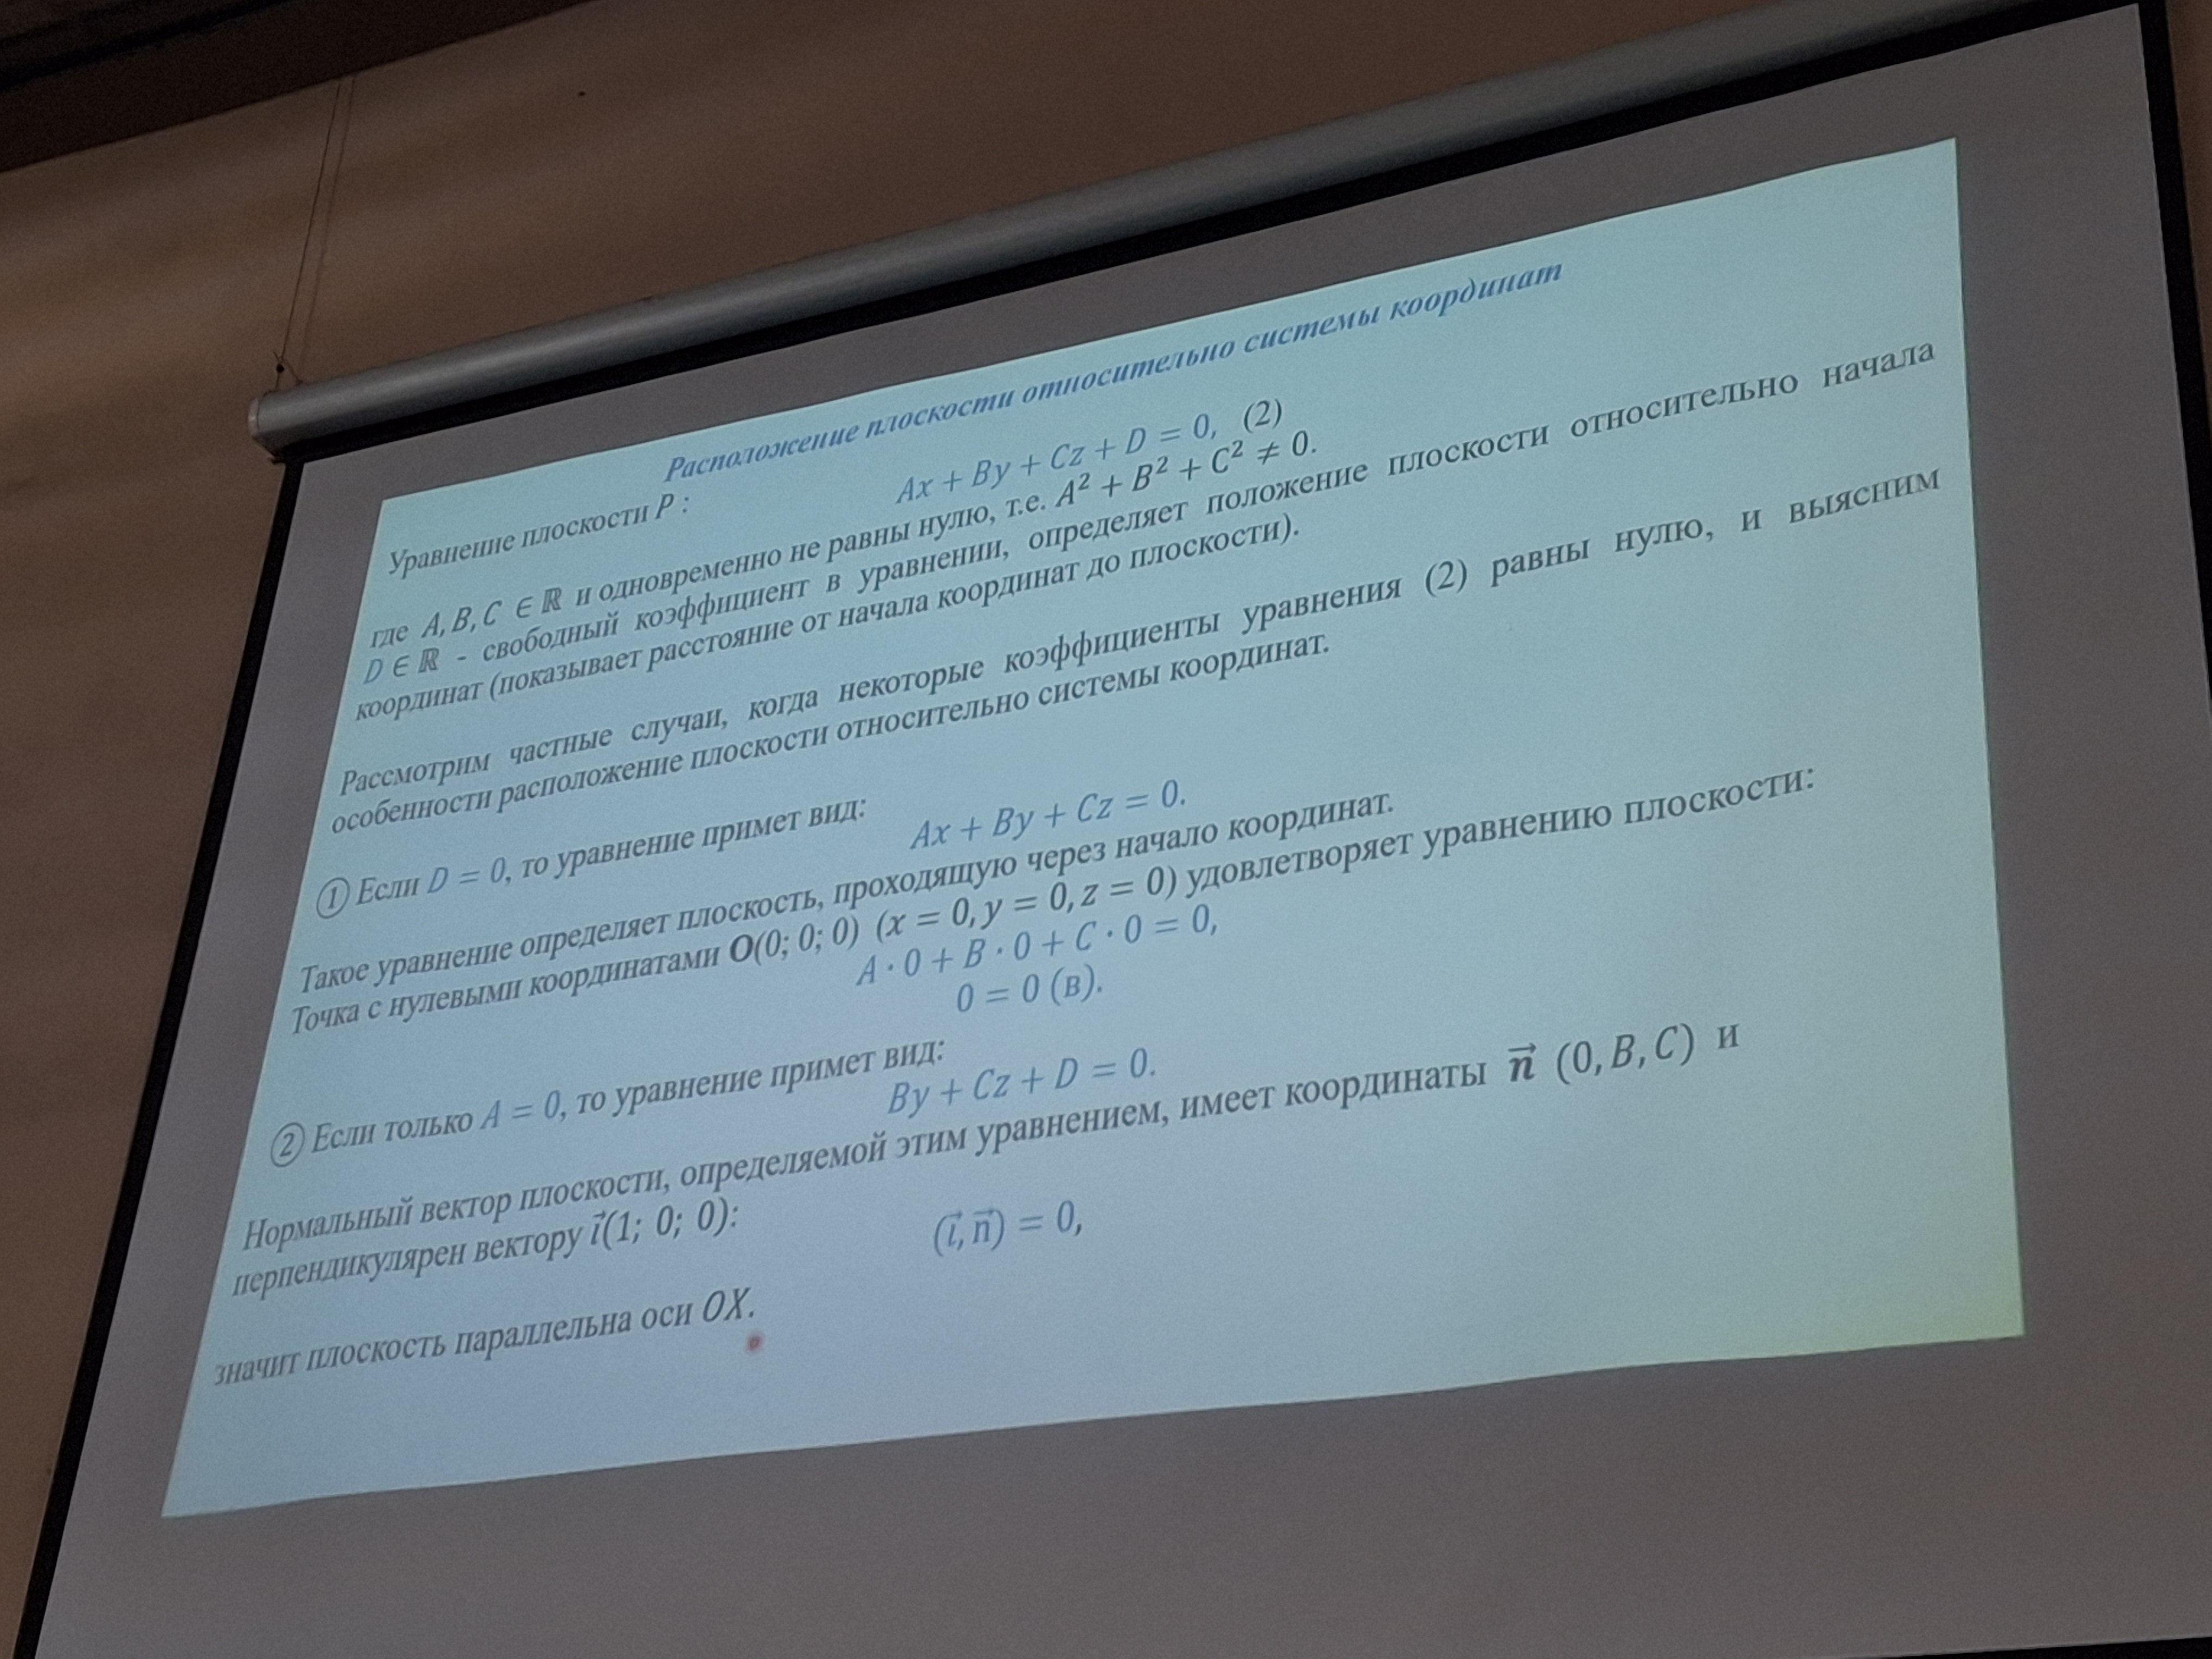 Расположение плоскости относительно системы координат
Уравнение плоскости P :
Ax + By + Cz + D = 0, (2)
где A, B, C ∈ ℝ и одновременно не равны нулю, т.е. A² + B² + C² ≠ 0.
D ∈ ℝ - свободный коэффициент в уравнении, определяет положение плоскости относительно начала
координат (показывает расстояние от начала координат до плоскости).
Рассмотрим частные случаи, когда некоторые коэффициенты уравнения (2) равны нулю, и выясним
особенности расположение плоскости относительно системы координат.
① Если D = 0, то уравнение примет вид:
Ax + By + Cz = 0.
Такое уравнение определяет плоскость, проходящую через начало координат.
Точка с нулевыми координатами O(0; 0; 0) (x = 0, y = 0, z = 0) удовлетворяет уравнению плоскости:
A · 0 + B · 0 + C · 0 = 0,
0 = 0 (в).
② Если только A = 0, то уравнение примет вид:
By + Cz + D = 0.
Нормальный вектор плоскости, определяемой этим уравнением, имеет координаты n⃗ (0, B, C) и
перпендикулярен вектору i⃗(1; 0; 0):
(i⃗, n⃗) = 0,
значит плоскость параллельна оси OX.